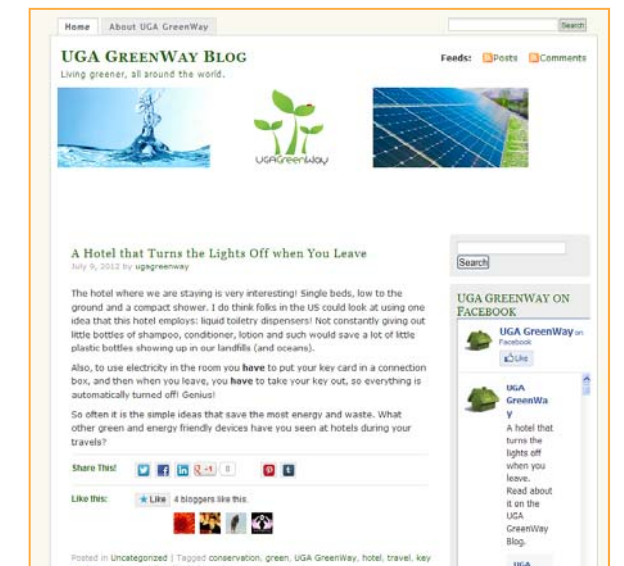 Home About UGA GreenWay Search
UGA GREENWAY BLOG
Living greener, all around the world.
Feeds: Posts Comments
UGAGreenWay
A Hotel that Turns the Lights Off when You Leave
July 9, 2012 by ugagreenway
The hotel where we are staying is very interesting! Single beds, low to the
ground and a compact shower. I do think folks in the US could look at using one
idea that this hotel employs: liquid toiletry dispensers! Not constantly giving out
little bottles of shampoo, conditioner, lotion and such would save a lot of little
plastic bottles showing up in our landfills (and oceans).
Also, to use electricity in the room you have to put your key card in a connection
box, and then when you leave, you have to take your key out, so everything is
automatically turned off! Genius!
So often it is the simple ideas that save the most energy and waste. What
other green and energy friendly devices have you seen at hotels during your
travels?
Share This!
+1 0
Like this: Like 4 bloggers like this.
Posted in Uncategorized | Tagged conservation, green, UGA GreenWay, hotel, travel, key
Search
UGA GREENWAY ON
FACEBOOK
UGA GreenWay on
Facebook
Like
UGA
GreenWa
y
A hotel that
turns the
lights off
when you
leave.
Read about
it on the
UGA
GreenWay
Blog.
UGA